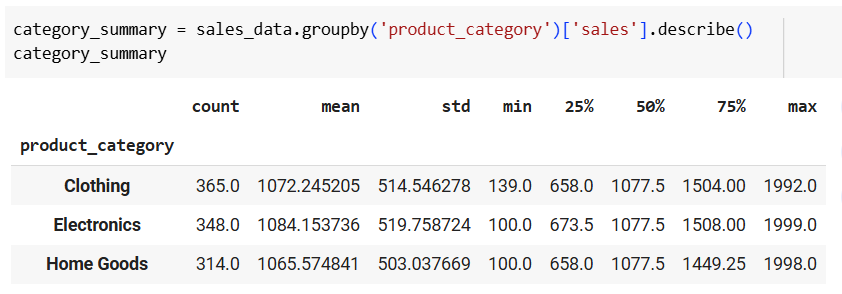 category_summary = sales_data.groupby('product_category')['sales'].describe()
category_summary
count mean std min 25% 50% 75% max
product_category
Clothing 365.0 1072.245205 514.546278 139.0 658.0 1077.5 1504.00 1992.0
Electronics 348.0 1084.153736 519.758724 100.0 673.5 1077.5 1508.00 1999.0
Home Goods 314.0 1065.574841 503.037669 100.0 658.0 1077.5 1449.25 1998.0